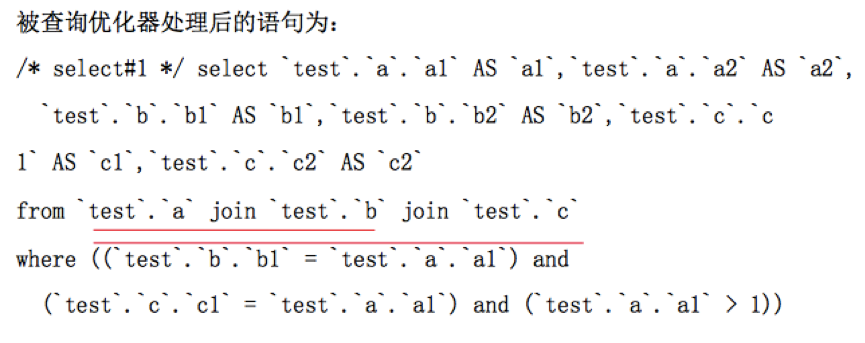 被查询优化器处理后的语句为：
/* select#1 */ select `test`.`a`.`a1` AS `a1`,`test`.`a`.`a2` AS `a2`,
`test`.`b`.`b1` AS `b1`,`test`.`b`.`b2` AS `b2`,`test`.`c`.`c
1` AS `c1`,`test`.`c`.`c2` AS `c2`
from `test`.`a` join `test`.`b` join `test`.`c`
where ((`test`.`b`.`b1` = `test`.`a`.`a1`) and
(`test`.`c`.`c1` = `test`.`a`.`a1`) and (`test`.`a`.`a1` > 1))